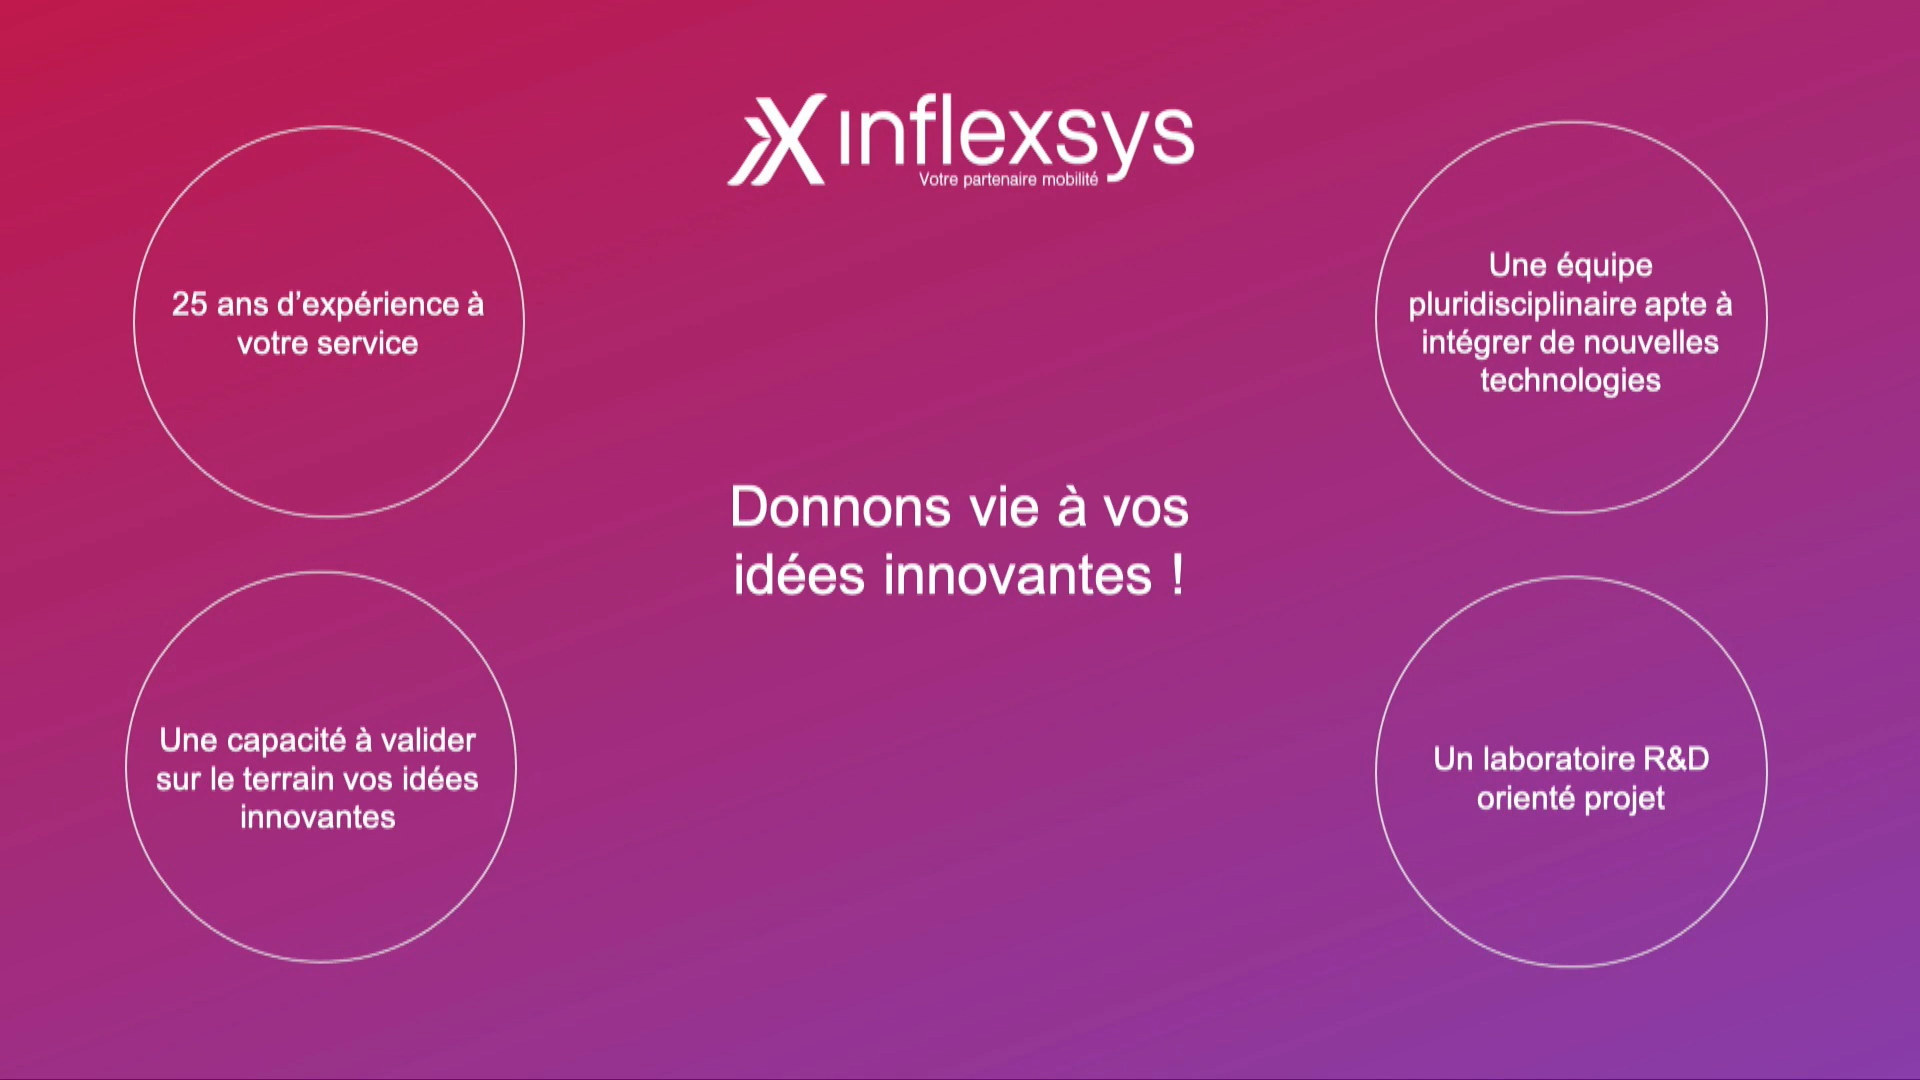 inflexsys
Votre partenaire mobilité
25 ans d’expérience à
votre service
Une équipe
pluridisciplinaire apte à
intégrer de nouvelles
technologies
Donnons vie à vos
idées innovantes !
Une capacité à valider
sur le terrain vos idées
innovantes
Un laboratoire R&D
orienté projet